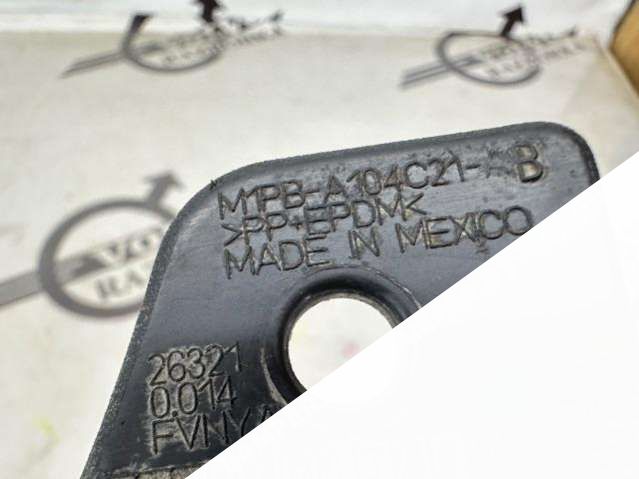 M1PB-A104C21-AB
>PP+EPDM<
MADE IN MEXICO
26321
0.014